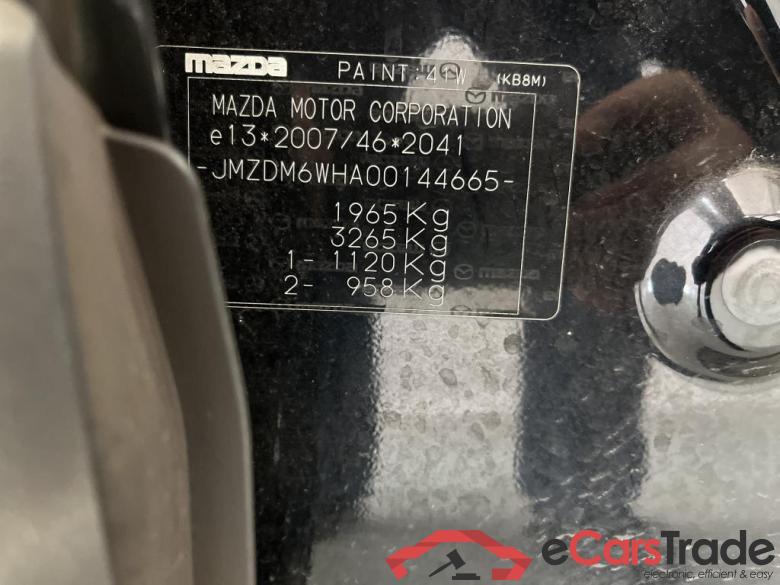 mazda PAINT:41W (KB8M)
MAZDA MOTOR CORPORATION
e13*2007/46*2041
-JMZDM6WHA00144665-
1965Kg
3265Kg
1- 1120Kg
2- 958Kg
eCarsTrade
electronic, efficient & easy